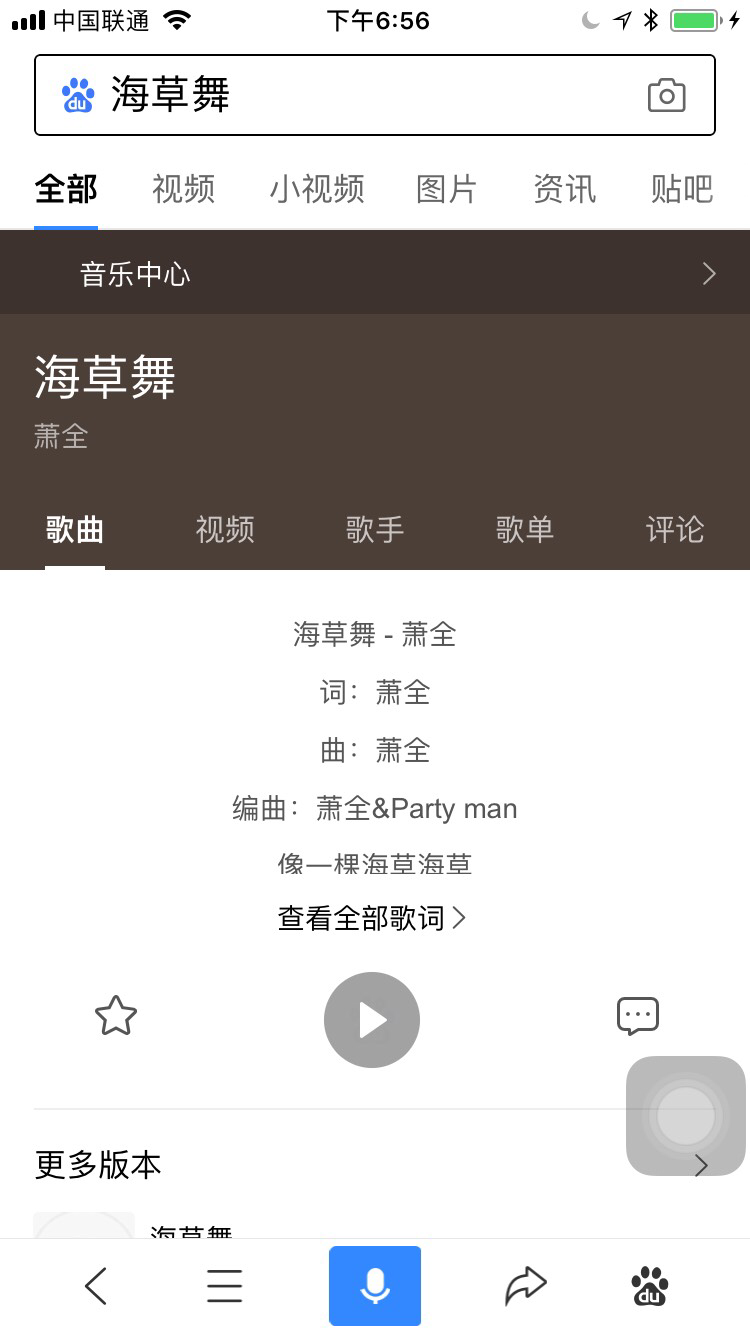 中国联通 下午6:56
du 海草舞
全部 视频 小视频 图片 资讯 贴吧
音乐中心
海草舞
萧全
歌曲 视频 歌手 歌单 评论
海草舞 - 萧全
词：萧全
曲：萧全
编曲：萧全&Party man
像一棵海草海草
查看全部歌词
更多版本
海草舞
du